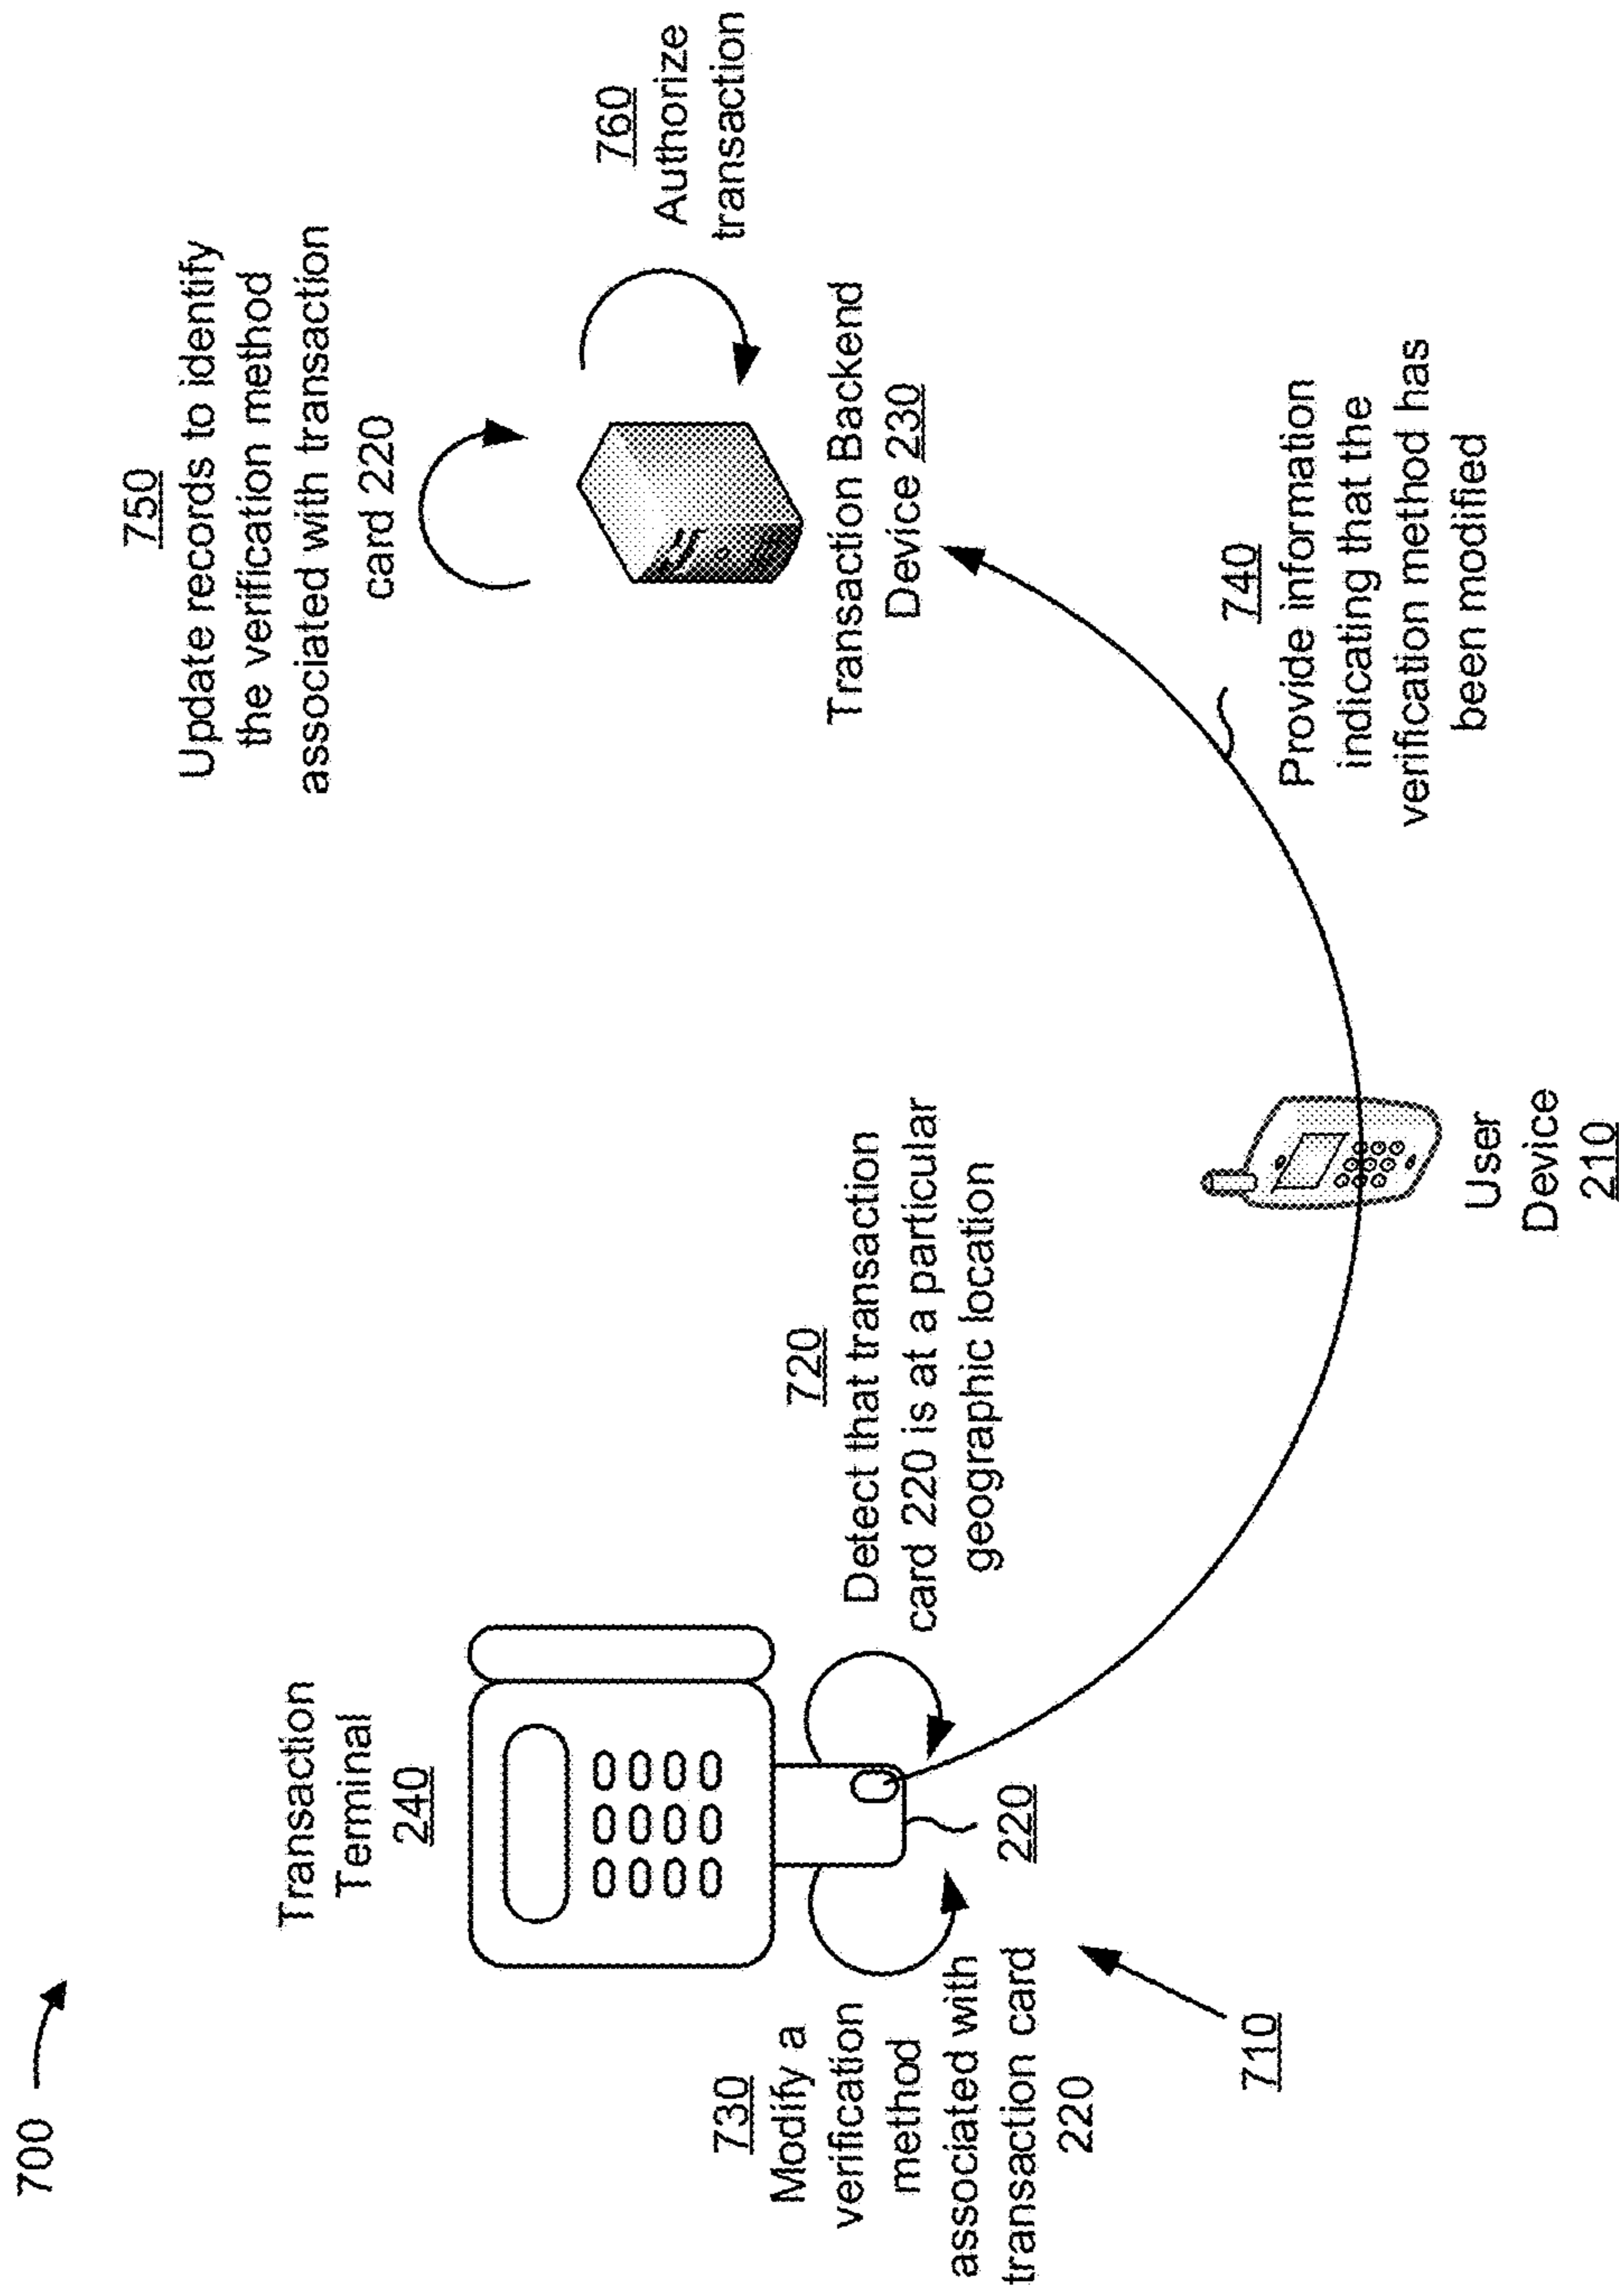 700
Transaction
Terminal
240
730
Modify a
verification
method
associated with
transaction card
220
710
220
720
Detect that transaction
card 220 is at a particular
geographic location
User
Device
210
740
Provide information
indicating that the
verification method has
been modified
750
Update records to identify
the verification method
associated with transaction
card 220
760
Authorize
transaction
Transaction Backend
Device 230